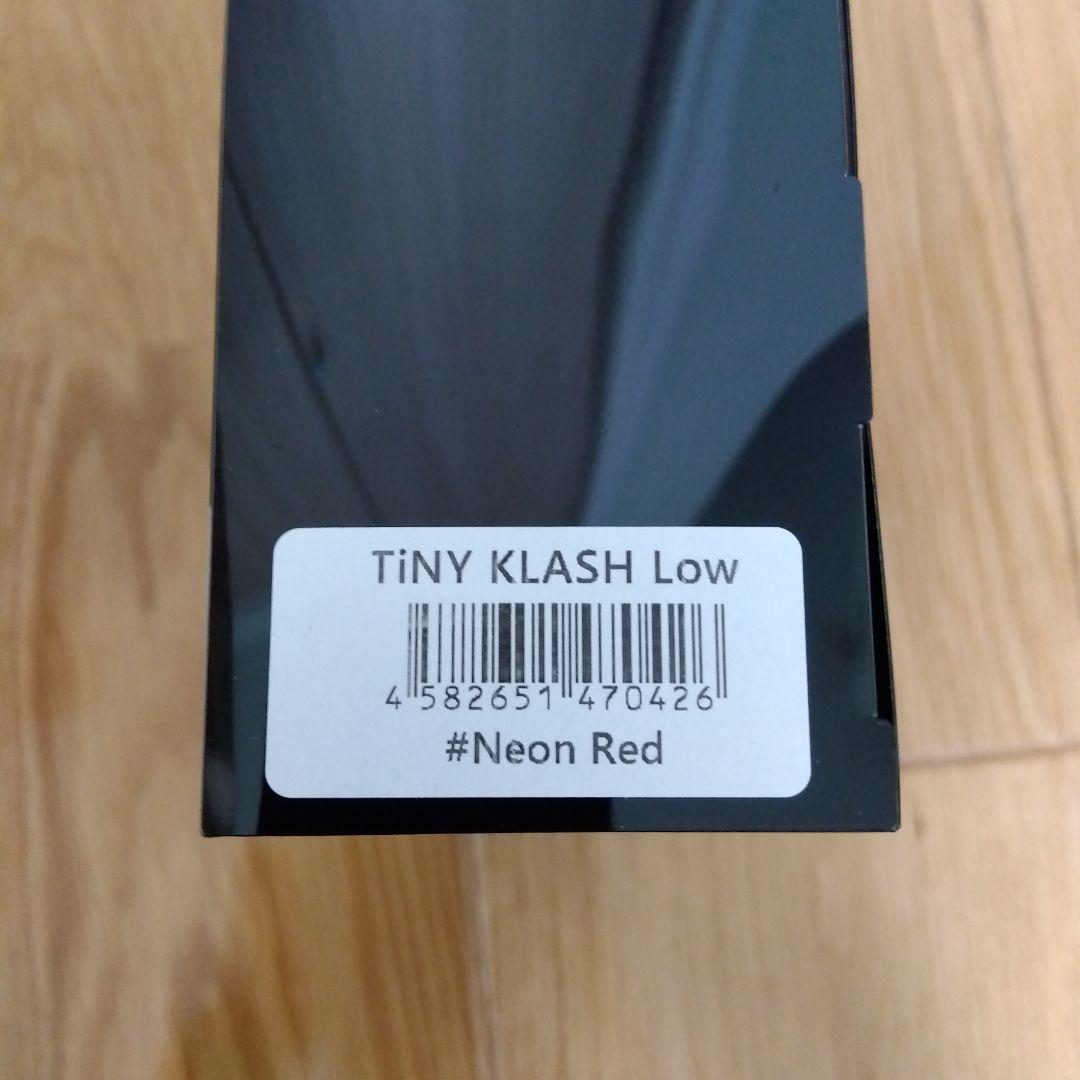 TiNY KLASH Low
4 582651 470426
#Neon Red